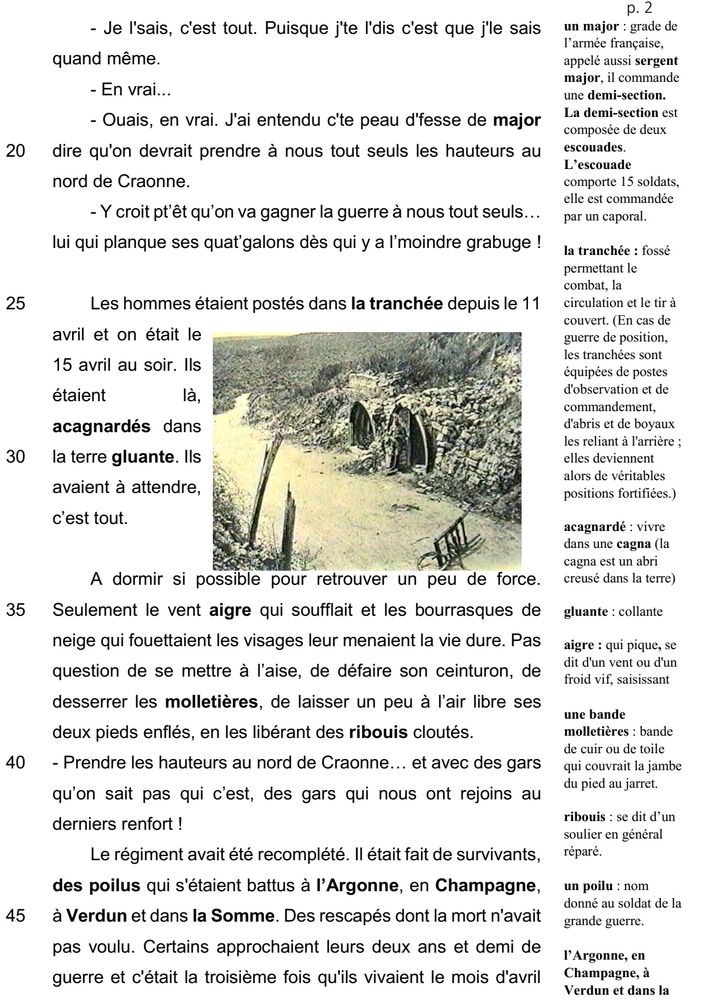 p. 2
- Je l'sais, c'est tout. Puisque j'te l'dis c'est que j'le sais
quand même.
- En vrai...
- Ouais, en vrai. J'ai entendu c'te peau d'fesse de major
20 dire qu'on devrait prendre à nous tout seuls les hauteurs au
nord de Craonne.
- Y croit pt’êt qu’on va gagner la guerre à nous tout seuls…
lui qui planque ses quat’galons dès qui y a l’moindre grabuge !
25 Les hommes étaient postés dans la tranchée depuis le 11
avril et on était le
15 avril au soir. Ils
étaient là,
acagnardés dans
30 la terre gluante. Ils
avaient à attendre,
c’est tout.
A dormir si possible pour retrouver un peu de force.
35 Seulement le vent aigre qui soufflait et les bourrasques de
neige qui fouettaient les visages leur menaient la vie dure. Pas
question de se mettre à l’aise, de défaire son ceinturon, de
desserrer les molletières, de laisser un peu à l’air libre ses
deux pieds enflés, en les libérant des ribouis cloutés.
40 - Prendre les hauteurs au nord de Craonne… et avec des gars
qu’on sait pas qui c’est, des gars qui nous ont rejoins au
derniers renfort !
Le régiment avait été recomplété. Il était fait de survivants,
des poilus qui s'étaient battus à l’Argonne, en Champagne,
45 à Verdun et dans la Somme. Des rescapés dont la mort n'avait
pas voulu. Certains approchaient leurs deux ans et demi de
guerre et c'était la troisième fois qu'ils vivaient le mois d'avril
un major : grade de
l’armée française,
appelé aussi sergent
major, il commande
une demi-section.
La demi-section est
composée de deux
escouades.
L’escouade
comporte 15 soldats,
elle est commandée
par un caporal.
la tranchée : fossé
permettant le
combat, la
circulation et le tir à
couvert. (En cas de
guerre de position,
les tranchées sont
équipées de postes
d'observation et de
commandement,
d'abris et de boyaux
les reliant à l'arrière ;
elles deviennent
alors de véritables
positions fortifiées.)
acagnardé : vivre
dans une cagna (la
cagna est un abri
creusé dans la terre)
gluante : collante
aigre : qui pique, se
dit d'un vent ou d'un
froid vif, saisissant
une bande
molletières : bande
de cuir ou de toile
qui couvrait la jambe
du pied au jarret.
ribouis : se dit d’un
soulier en général
réparé.
un poilu : nom
donné au soldat de la
grande guerre.
l’Argonne, en
Champagne, à
Verdun et dans la